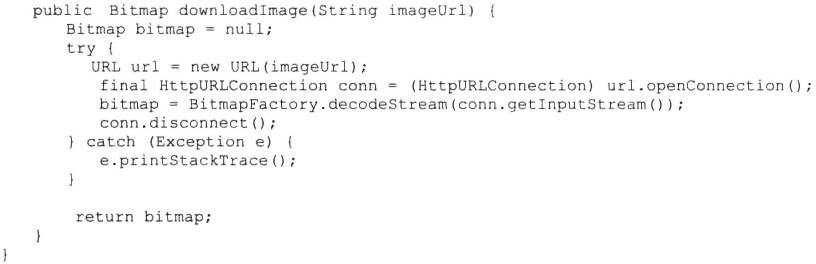 public  Bitmap downloadImage(String imageUrl) {
Bitmap bitmap = null;
try {
URL url = new URL(imageUrl);
final HttpURLConnection conn = (HttpURLConnection) url.openConnection();
bitmap = BitmapFactory.decodeStream(conn.getInputStream());
conn.disconnect();
} catch (Exception e) {
e.printStackTrace();
}
return bitmap;
}
}